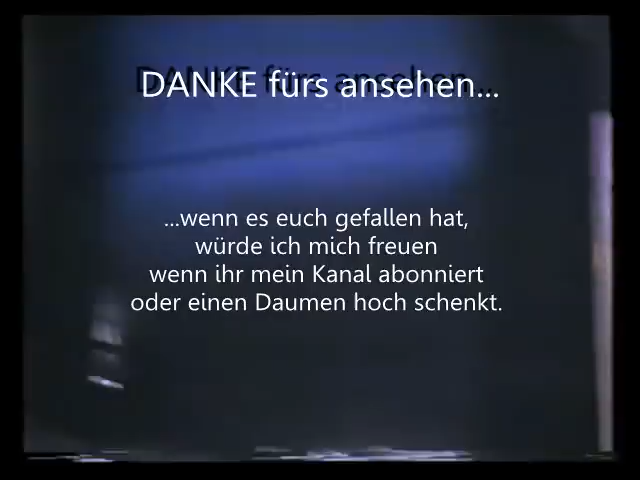 DANKE fürs ansehen...
...wenn es euch gefallen hat,
würde ich mich freuen
wenn ihr mein Kanal abonniert
oder einen Daumen hoch schenkt.